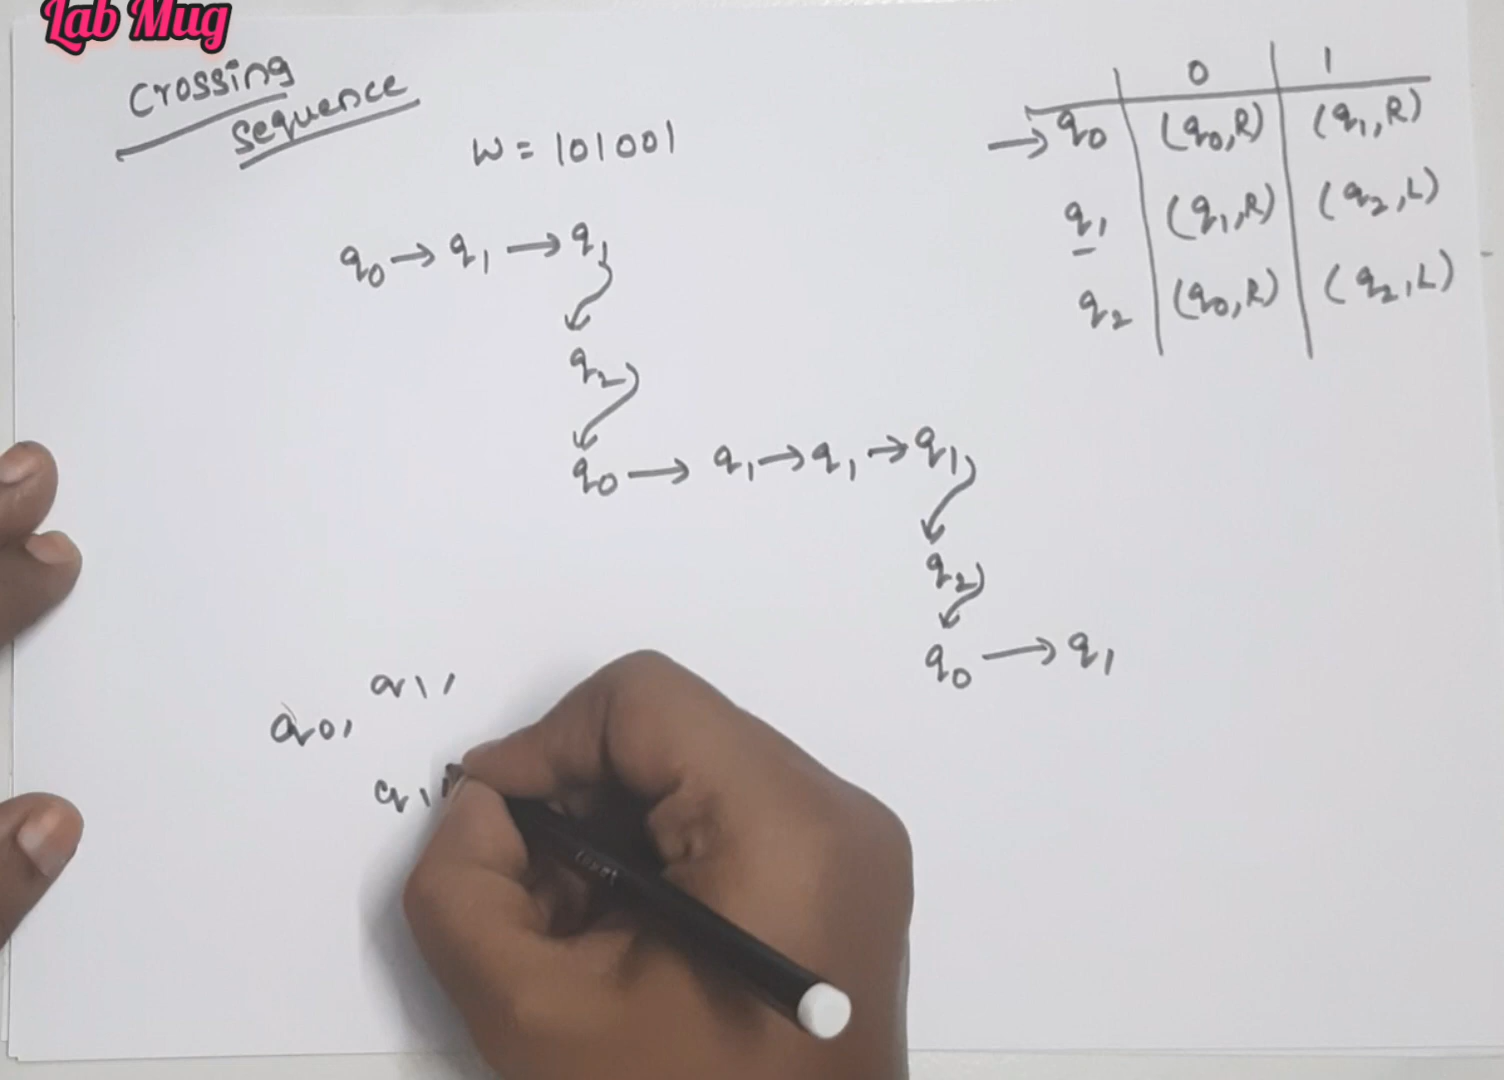 Lab Mug
Crossing
Sequence
W = 101001
0 1
→ q0 (q0,R) (q1,R)
q1 (q1,R) (q2,L)
q2 (q0,R) (q2,L)
q0 → q1 → q1
q2
q0 → q1 → q1 → q1
q2
q0 → q1
q1,
q0,
q1